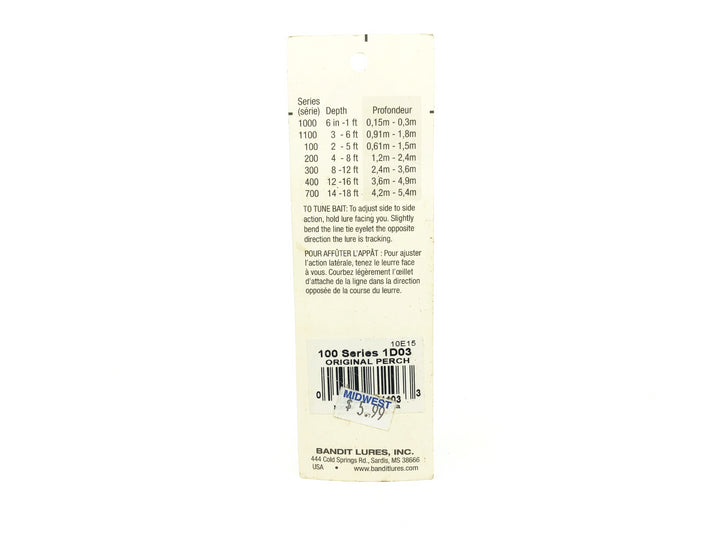 Series
(série) Depth Profondeur
1000 6 in -1 ft 0,15m - 0,3m
1100 3 - 6 ft 0,91m - 1,8m
100 2 - 5 ft 0,61m - 1,5m
200 4 - 8 ft 1,2m - 2,4m
300 8 -12 ft 2,4m - 3,6m
400 12 -16 ft 3,6m - 4,9m
700 14 -18 ft 4,2m - 5,4m
TO TUNE BAIT: To adjust side to side
action, hold lure facing you. Slightly
bend the line tie eyelet the opposite
direction the lure is tracking.
POUR AFFÛTER L'APPÂT : Pour ajuster
l'action latérale, tenez le leurre face
à vous. Courbez légèrement l'œillet
d'attache de la ligne dans la direction
opposée de la course du leurre.
10E15
100 Series 1D03
ORIGINAL PERCH
0 3
MIDWEST
$ 5.99
BANDIT LURES, INC.
444 Cold Springs Rd., Sardis, MS 38666
USA • www.banditlures.com